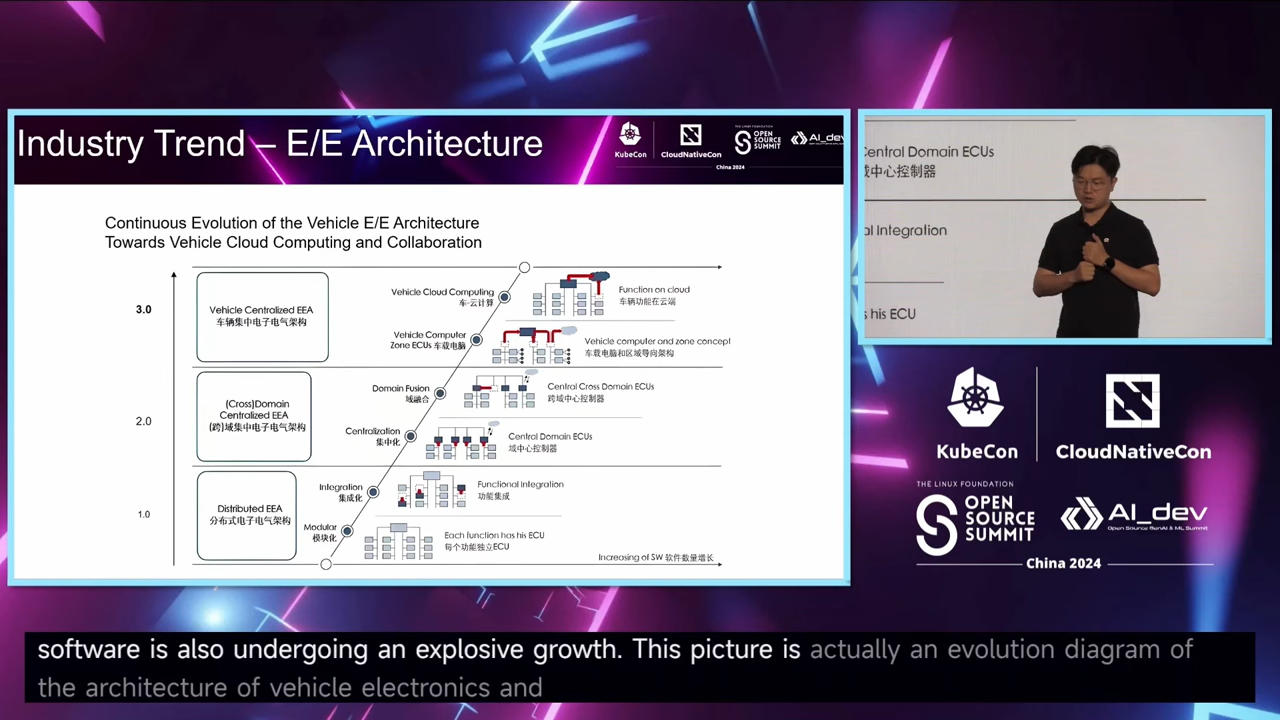 Industry Trend – E/E Architecture
KubeCon
CloudNativeCon
THE LINUX FOUNDATION
OPEN
SOURCE
SUMMIT
AI_dev
China 2024
Continuous Evolution of the Vehicle E/E Architecture
Towards Vehicle Cloud Computing and Collaboration
3.0
Vehicle Centralized EEA
车辆集中电子电气架构
Vehicle Cloud Computing
车-云计算
Function on cloud
车辆功能在云端
Vehicle Computer
Zone ECUs 车载电脑
Vehicle computer and zone concept
车载电脑和区域导向架构
2.0
(Cross)Domain
Centralized EEA
(跨)域集中电子电气架构
Domain Fusion
域融合
Central Cross Domain ECUs
跨域中心控制器
Centralization
集中化
Central Domain ECUs
域中心控制器
1.0
Distributed EEA
分布式电子电气架构
Integration
集成化
Functional Integration
功能集成
Modular
模块化
Each function has his ECU
每个功能独立ECU
Increasing of SW 软件数量增长
Central Domain ECUs
域中心控制器
al Integration
s his ECU
KubeCon
CloudNativeCon
THE LINUX FOUNDATION
OPEN
SOURCE
SUMMIT
AI_dev
Open Source GenAI & ML Summit
China 2024
software is also undergoing an explosive growth. This picture is actually an evolution diagram of
the architecture of vehicle electronics and